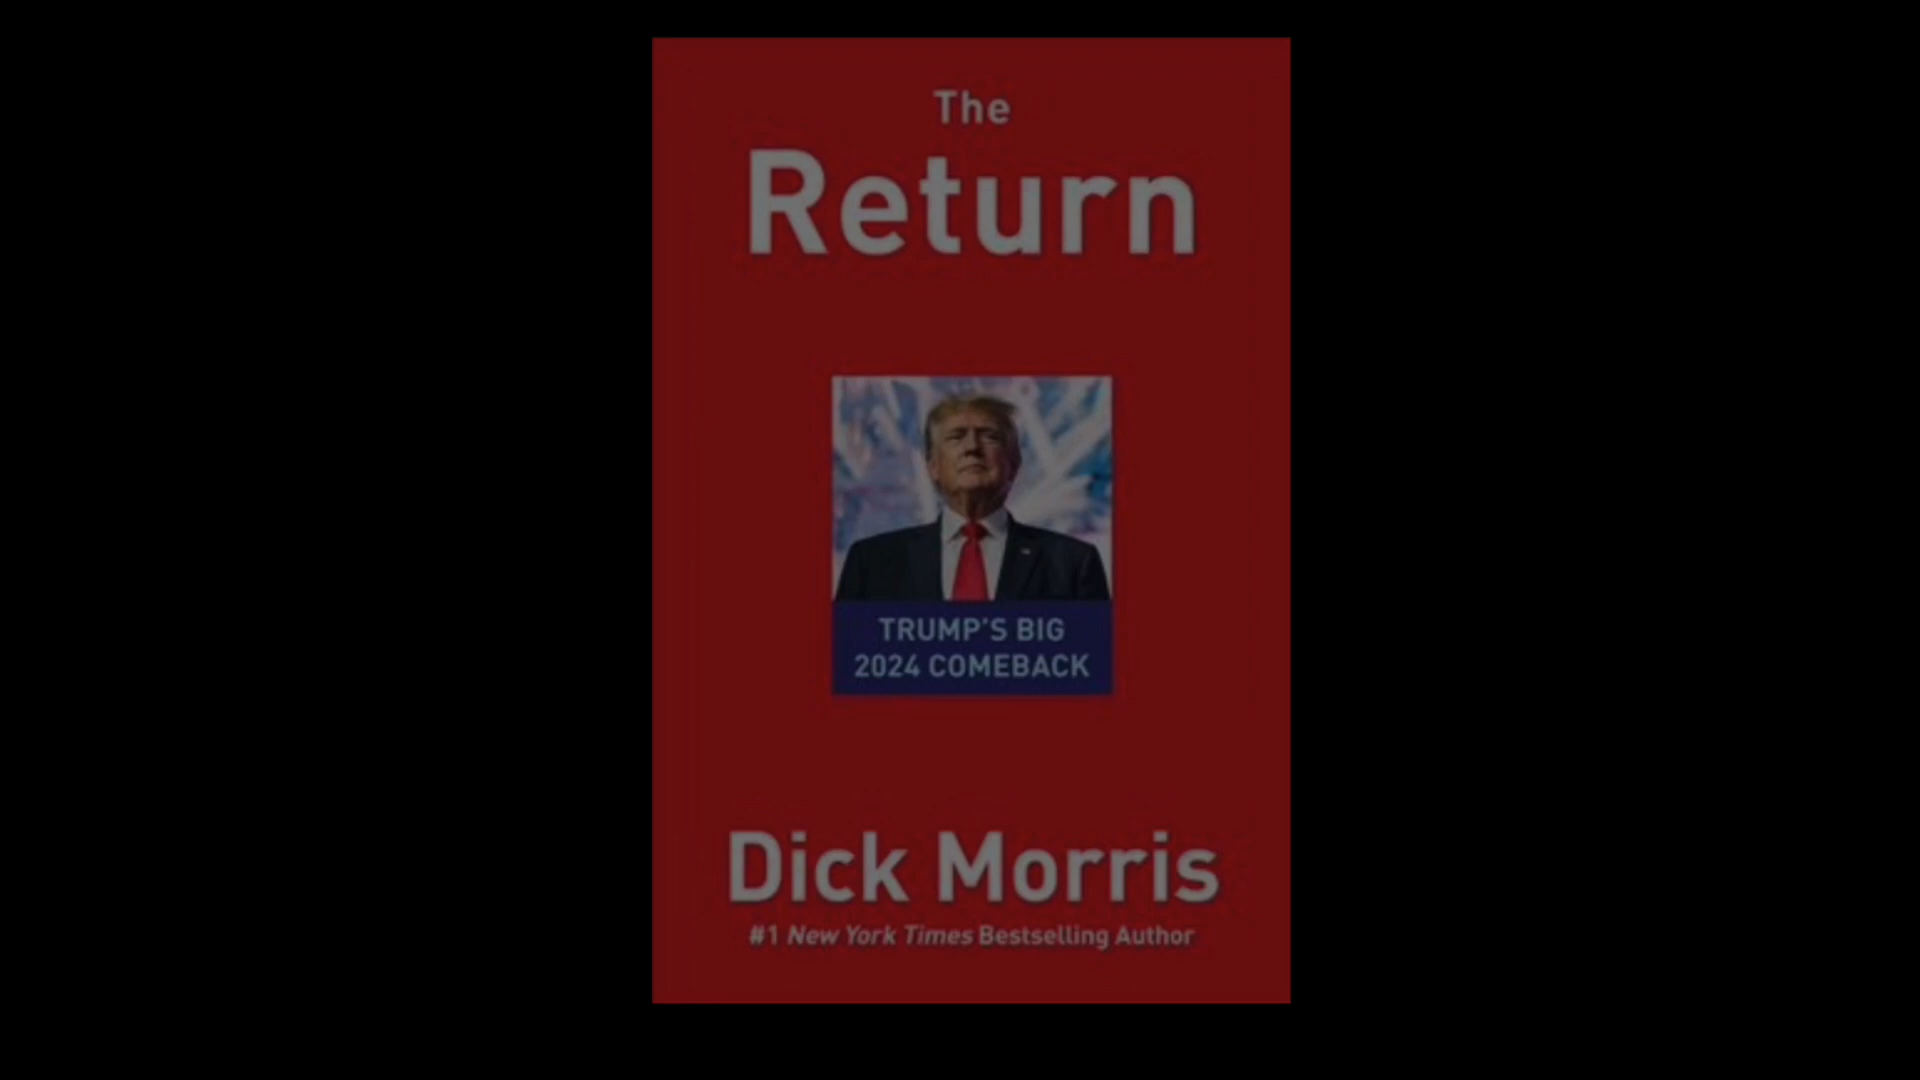 The
Return
TRUMP'S BIG
2024 COMEBACK
Dick Morris
#1 New York Times Bestselling Author